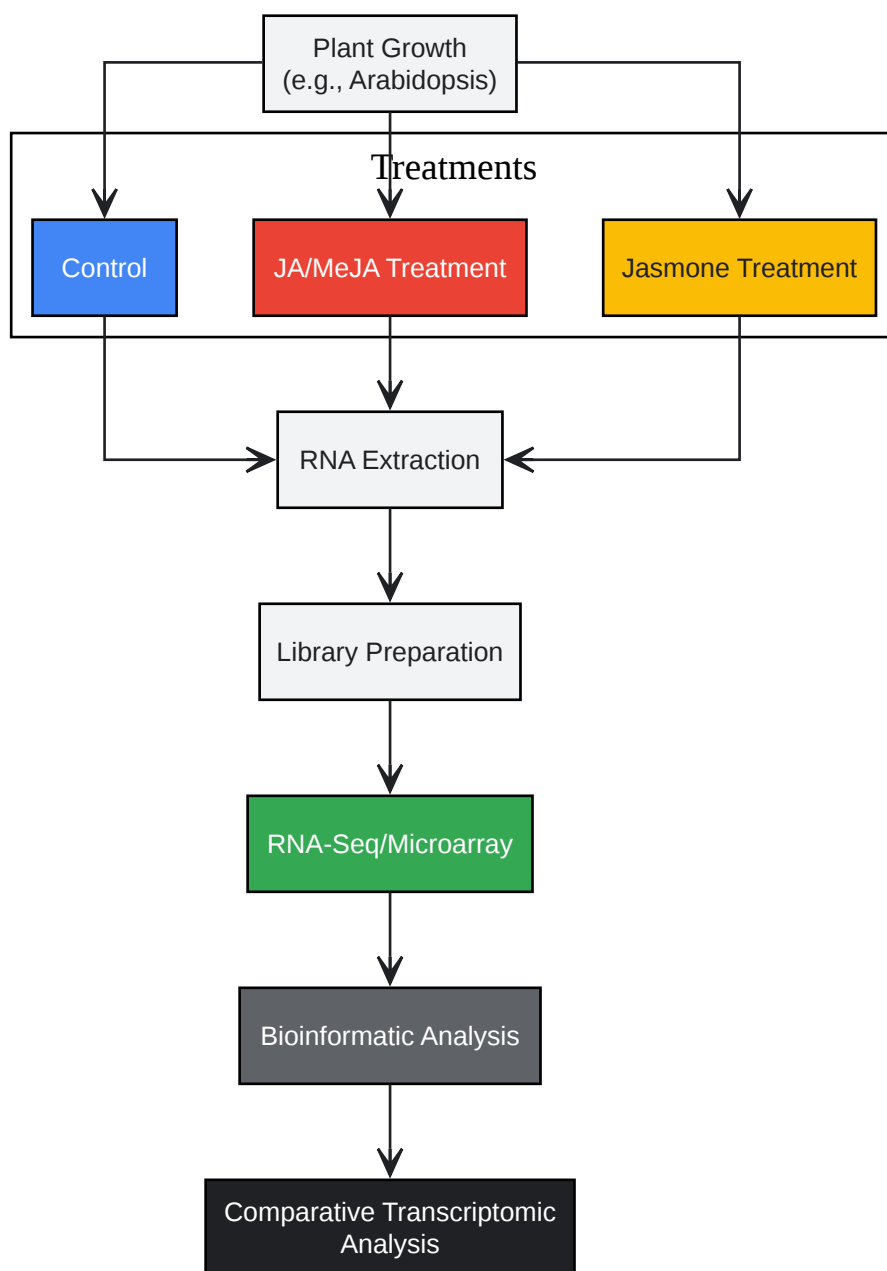 Plant Growth
(e.g., Arabidopsis)
Treatments
Control
JA/MeJA Treatment
Jasmone Treatment
RNA Extraction
Library Preparation
RNA-Seq/Microarray
Bioinformatic Analysis
Comparative Transcriptomic
Analysis